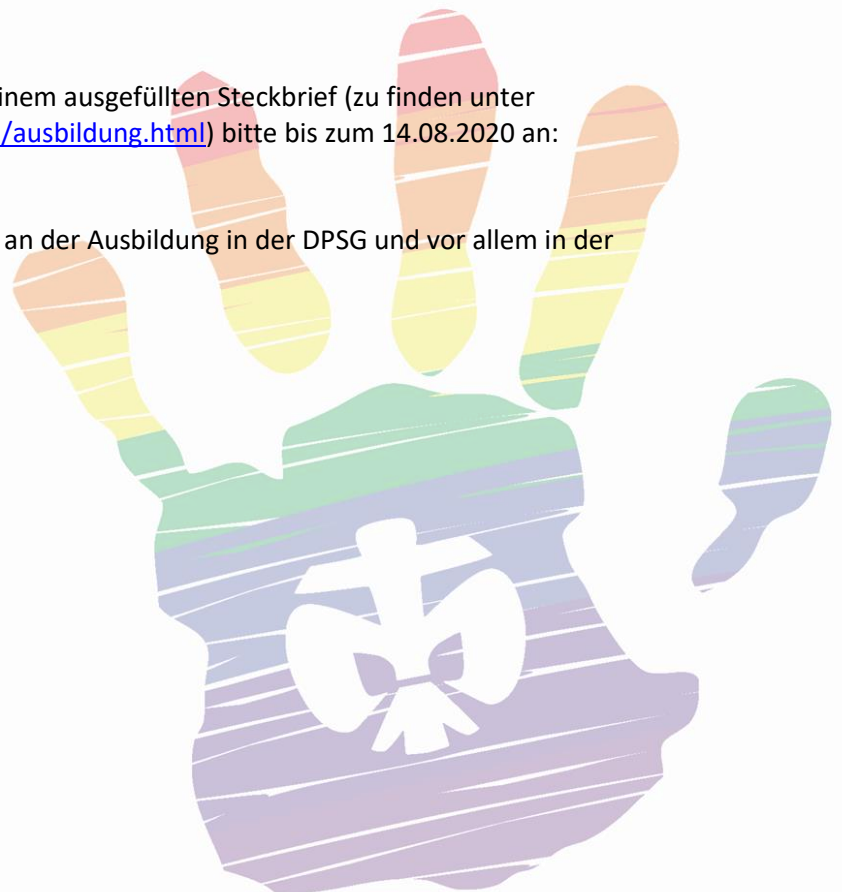 inem ausgefüllten Steckbrief (zu finden unter
/ausbildung.html) bitte bis zum 14.08.2020 an:
an der Ausbildung in der DPSG und vor allem in der